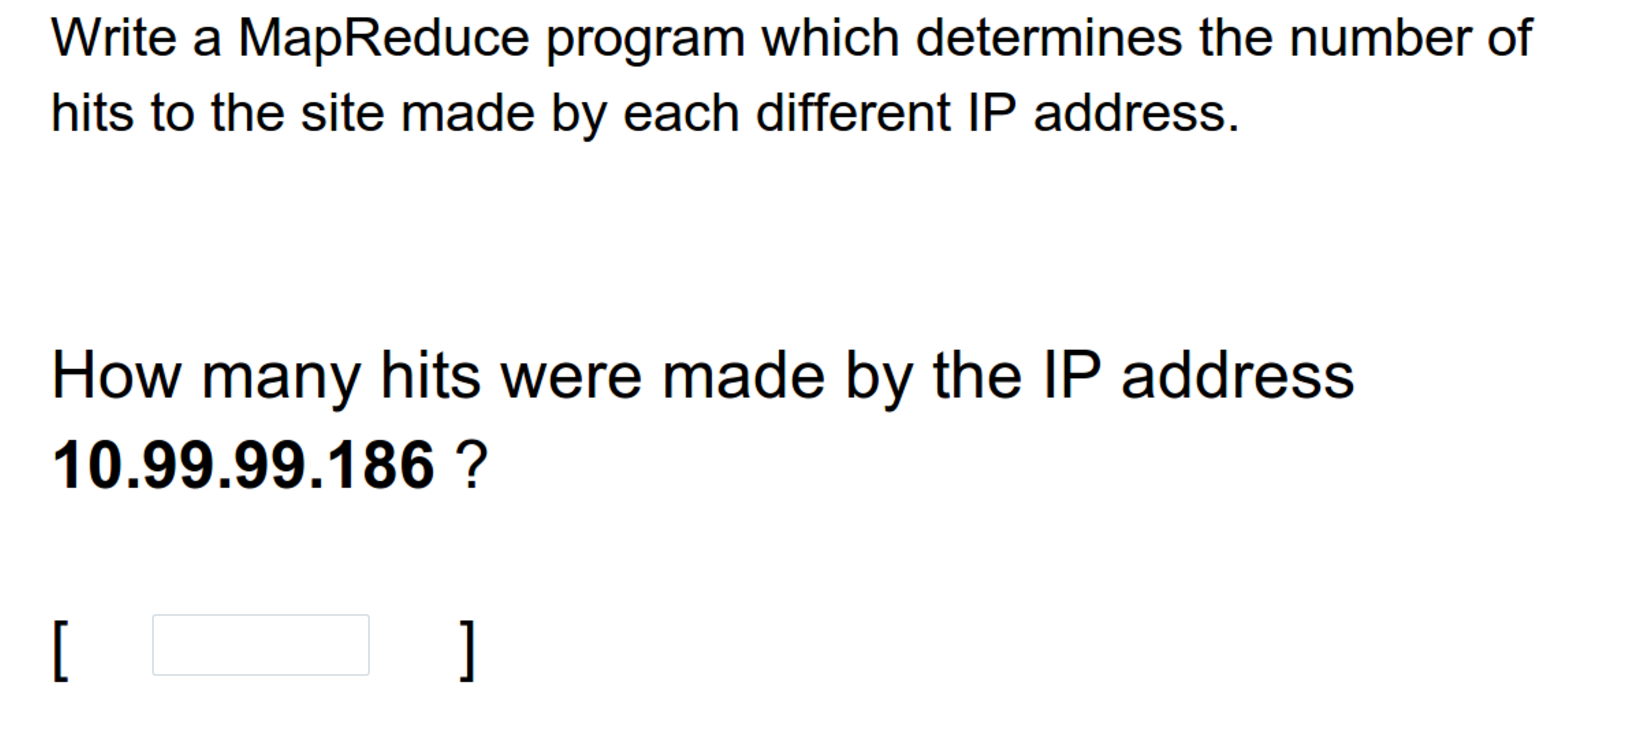 Write a MapReduce program which determines the number of
hits to the site made by each different IP address.
How many hits were made by the IP address
10.99.99.186 ?
[ ]